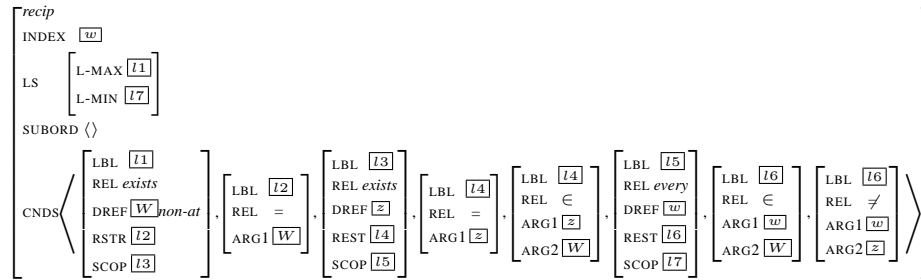 recip
INDEX w
LS L-MAX l1
L-MIN l7
SUBORD ⟨⟩
CNDS ⟨ LBL l1 REL exists DREF W non-at RSTR l2 SCOP l3 , LBL l2 REL = ARG1 W , LBL l3 REL exists DREF z REST l4 SCOP l5 , LBL l4 REL = ARG1 z , LBL l4 REL ∈ ARG1 z ARG2 W , LBL l5 REL every DREF w REST l6 SCOP l7 , LBL l6 REL ∈ ARG1 w ARG2 W , LBL l6 REL ≠ ARG1 w ARG2 z ⟩